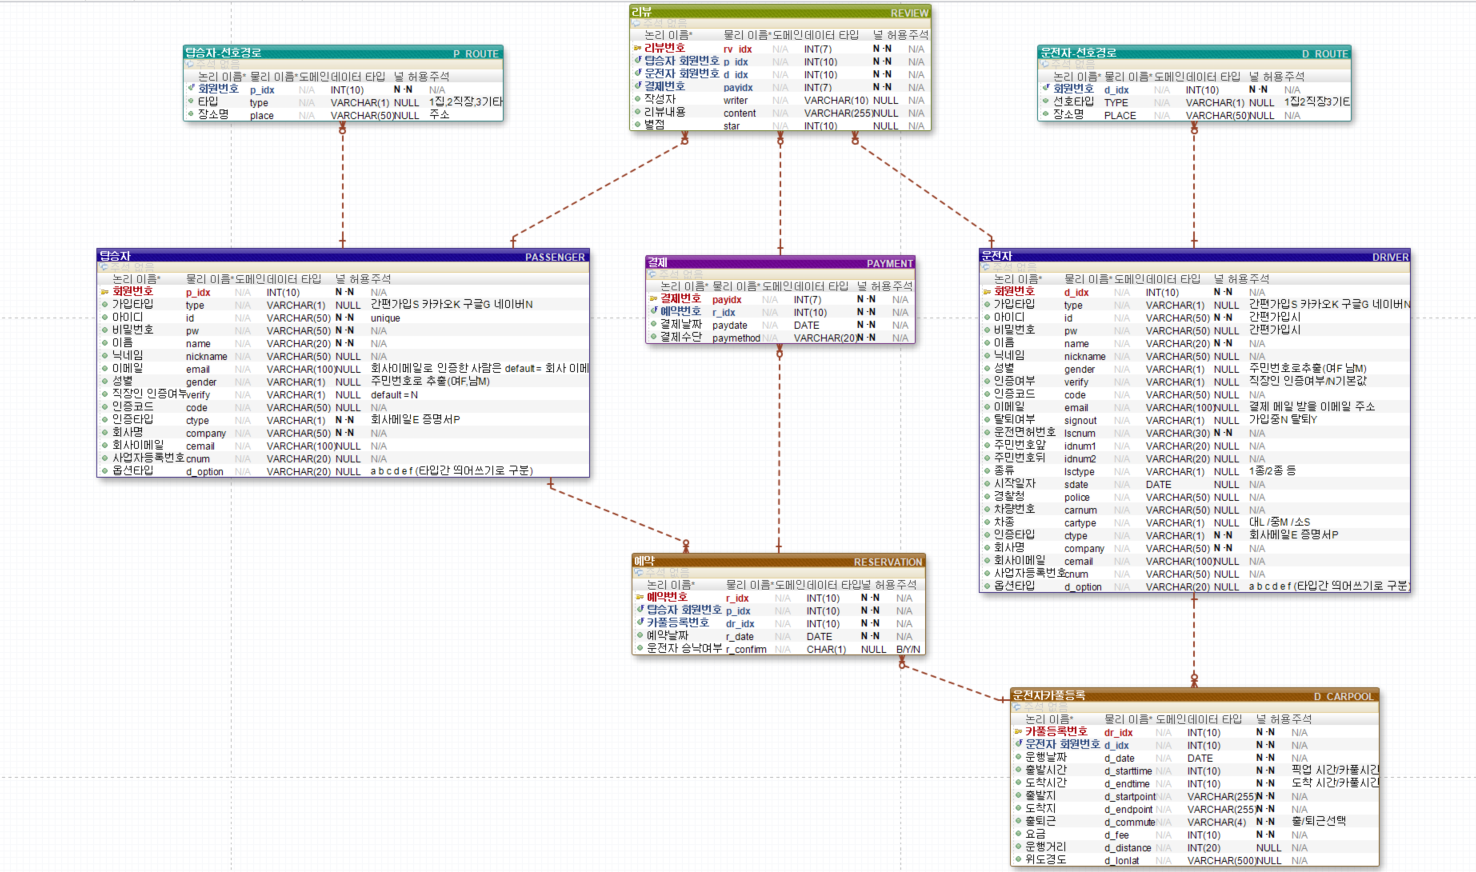 리뷰 REVIEW
논리 이름* 물리 이름* 도메인 데이터 타입 널 허용 주석
리뷰번호 rv_idx N/A INT(7) N·N N/A
탑승자 회원번호 p_idx N/A INT(10) N·N N/A
운전자 회원번호 d_idx N/A INT(10) N·N N/A
결제번호 payidx N/A INT(7) N·N N/A
작성자 writer N/A VARCHAR(10) NULL N/A
리뷰내용 content N/A VARCHAR(255) NULL N/A
별점 star N/A INT(10) NULL N/A
탑승자-선호경로 P_ROUTE
논리 이름* 물리 이름* 도메인 데이터 타입 널 허용 주석
회원번호 p_idx N/A INT(10) N·N N/A
타입 type N/A VARCHAR(1) NULL 1집,2직장,3기타
장소명 place N/A VARCHAR(50) NULL 주소
운전자-선호경로 D_ROUTE
논리 이름* 물리 이름* 도메인 데이터 타입 널 허용 주석
회원번호 d_idx N/A INT(10) N·N N/A
선호타입 TYPE N/A VARCHAR(1) NULL 1집2직장3기타
장소명 PLACE N/A VARCHAR(50) NULL N/A
탑승자 PASSENGER
논리 이름* 물리 이름* 도메인 데이터 타입 널 허용 주석
회원번호 p_idx N/A INT(10) N·N N/A
가입타입 type N/A VARCHAR(1) NULL 간편가입S 카카오K 구글G 네이버N
아이디 id N/A VARCHAR(50) N·N unique
비밀번호 pw N/A VARCHAR(50) N·N N/A
이름 name N/A VARCHAR(20) N·N N/A
닉네임 nickname N/A VARCHAR(50) NULL N/A
이메일 email N/A VARCHAR(100) NULL 회사이메일로 인증한 사람은 default= 회사 이메
성별 gender N/A VARCHAR(1) NULL 주민번호로 추출(여F,남M)
직장인 인증여부 verify N/A VARCHAR(1) NULL default = N
인증코드 code N/A VARCHAR(50) NULL N/A
인증타입 ctype N/A VARCHAR(1) N·N 회사메일E 증명서P
회사명 company N/A VARCHAR(50) N·N N/A
회사이메일 cemail N/A VARCHAR(100) NULL N/A
사업자등록번호 cnum N/A VARCHAR(20) NULL N/A
옵션타입 d_option N/A VARCHAR(20) NULL a b c d e f (타입간 띄어쓰기로 구분)
결제 PAYMENT
논리 이름* 물리 이름* 도메인 데이터 타입 널 허용 주석
결제번호 payidx N/A INT(7) N·N N/A
예약번호 r_idx N/A INT(10) N·N N/A
결제날짜 paydate N/A DATE N·N N/A
결제수단 paymethod N/A VARCHAR(20) N·N N/A
운전자 DRIVER
논리 이름* 물리 이름* 도메인 데이터 타입 널 허용 주석
회원번호 d_idx N/A INT(10) N·N N/A
가입타입 type N/A VARCHAR(1) NULL 간편가입S 카카오K 구글G 네이버N
아이디 id N/A VARCHAR(50) N·N 간편가입시
비밀번호 pw N/A VARCHAR(50) N·N 간편가입시
이름 name N/A VARCHAR(20) N·N N/A
닉네임 nickname N/A VARCHAR(50) NULL N/A
성별 gender N/A VARCHAR(1) NULL 주민번호로 추출(여F 남M)
인증여부 verify N/A VARCHAR(1) NULL 직장인 인증여부/N기본값
인증코드 code N/A VARCHAR(50) NULL N/A
이메일 email N/A VARCHAR(100) NULL 결제 메일 받을 이메일 주소
탈퇴여부 signout N/A VARCHAR(1) NULL 가입중N 탈퇴Y
운전면허번호 lscnum N/A VARCHAR(30) N·N N/A
주민번호앞 idnum1 N/A VARCHAR(20) NULL N/A
주민번호뒤 idnum2 N/A VARCHAR(20) NULL N/A
종류 lsctype N/A VARCHAR(1) NULL 1종/2종 등
시작일자 sdate N/A DATE NULL N/A
경찰청 police N/A VARCHAR(50) NULL N/A
차량번호 carnum N/A VARCHAR(50) NULL N/A
차종 cartype N/A VARCHAR(1) NULL 대L /중M /소S
인증타입 ctype N/A VARCHAR(1) N·N 회사메일E 증명서P
회사명 company N/A VARCHAR(50) N·N N/A
회사이메일 cemail N/A VARCHAR(100) NULL N/A
사업자등록번호 cnum N/A VARCHAR(20) NULL N/A
옵션타입 d_option N/A VARCHAR(20) NULL a b c d e f (타입간 띄어쓰기로 구분
예약 RESERVATION
논리 이름* 물리 이름* 도메인 데이터 타입 널 허용 주석
예약번호 r_idx N/A INT(10) N·N N/A
탑승자 회원번호 p_idx N/A INT(10) N·N N/A
카풀등록번호 dr_idx N/A INT(10) N·N N/A
예약날짜 r_date N/A DATE N·N N/A
운전자 승낙여부 r_confirm N/A CHAR(1) NULL B/Y/N
운전자카풀등록 D_CARPOOL
논리 이름* 물리 이름* 도메인 데이터 타입 널 허용 주석
카풀등록번호 dr_idx N/A INT(10) N·N N/A
운전자 회원번호 d_idx N/A INT(10) N·N N/A
운행날짜 d_date N/A DATE N·N N/A
출발시간 d_starttime N/A INT(10) N·N 픽업 시간/카풀시간
도착시간 d_endtime N/A INT(10) N·N 도착 시간/카풀시간
출발지 d_startpoint N/A VARCHAR(255) N·N N/A
도착지 d_endpoint N/A VARCHAR(255) N·N N/A
출퇴근 d_commute N/A VARCHAR(4) N·N 출/퇴근선택
요금 d_fee N/A INT(10) N·N N/A
운행거리 d_distance N/A INT(20) NULL N/A
위도경도 d_lonlat N/A VARCHAR(500) NULL N/A